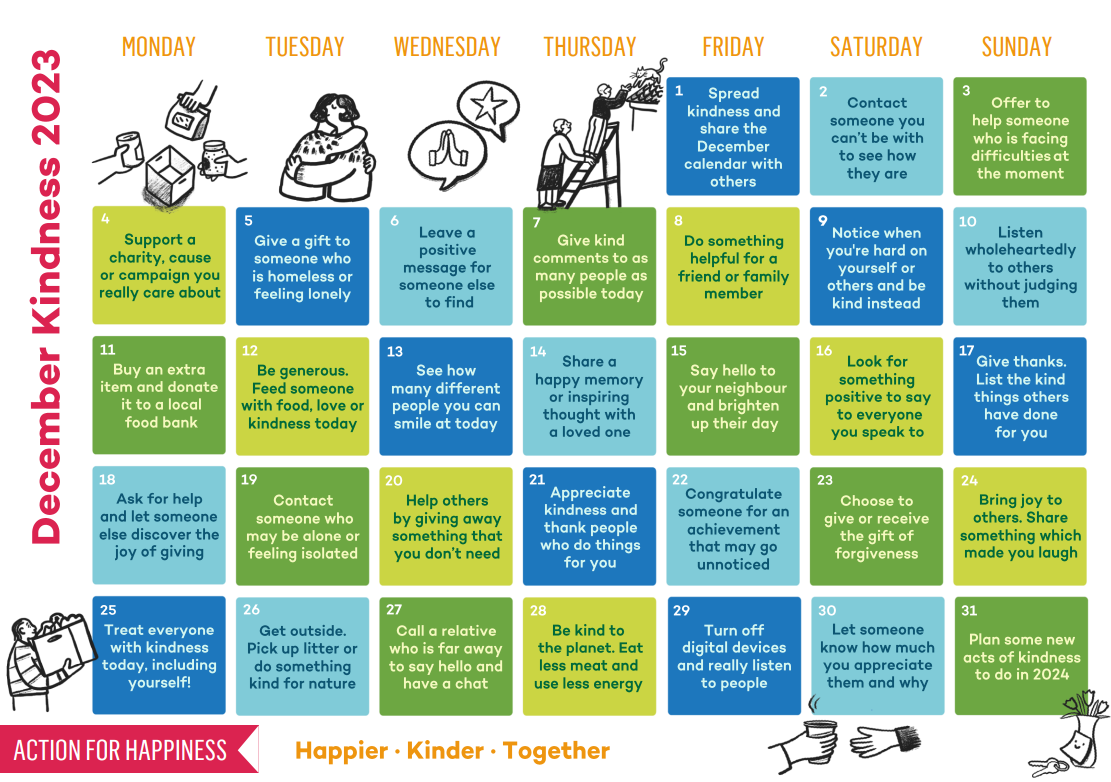 MONDAY
TUESDAY
WEDNESDAY
THURSDAY
FRIDAY
SATURDAY
SUNDAY
December Kindness 2023
1
Spread
kindness and
share the
December
calendar with
others
2
Contact
someone you
can't be with
to see how
they are
3
Offer to
help someone
who is facing
difficulties at
the moment
4
Support a
charity, cause
or campaign you
really care about
5
Give a gift to
someone who
is homeless or
feeling lonely
6
Leave a
positive
message for
someone else
to find
7
Give kind
comments to as
many people as
possible today
8
Do something
helpful for a
friend or family
member
9
Notice when
you're hard on
yourself or
others and be
kind instead
10
Listen
wholeheartedly
to others
without judging
them
11
Buy an extra
item and donate
it to a local
food bank
12
Be generous.
Feed someone
with food, love or
kindness today
13
See how
many different
people you can
smile at today
14
Share a
happy memory
or inspiring
thought with
a loved one
15
Say hello to
your neighbour
and brighten
up their day
16
Look for
something
positive to say
to everyone
you speak to
17
Give thanks.
List the kind
things others
have done
for you
18
Ask for help
and let someone
else discover the
joy of giving
19
Contact
someone who
may be alone or
feeling isolated
20
Help others
by giving away
something that
you don't need
21
Appreciate
kindness and
thank people
who do things
for you
22
Congratulate
someone for an
achievement
that may go
unnoticed
23
Choose to
give or receive
the gift of
forgiveness
24
Bring joy to
others. Share
something which
made you laugh
25
Treat everyone
with kindness
today, including
yourself!
26
Get outside.
Pick up litter or
do something
kind for nature
27
Call a relative
who is far away
to say hello and
have a chat
28
Be kind to
the planet. Eat
less meat and
use less energy
29
Turn off
digital devices
and really listen
to people
30
Let someone
know how much
you appreciate
them and why
31
Plan some new
acts of kindness
to do in 2024
ACTION FOR HAPPINESS
Happier · Kinder · Together